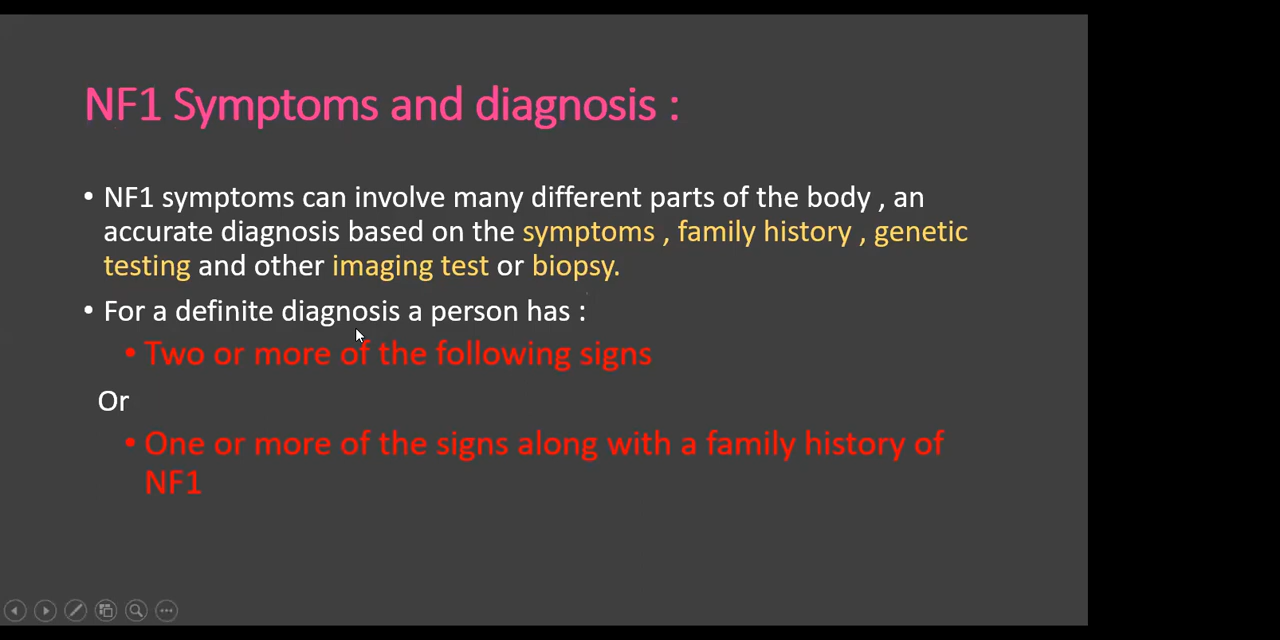 NF1 Symptoms and diagnosis :
• NF1 symptoms can involve many different parts of the body , an
accurate diagnosis based on the symptoms , family history , genetic
testing and other imaging test or biopsy.
• For a definite diagnosis a person has :
• Two or more of the following signs
Or
• One or more of the signs along with a family history of
NF1